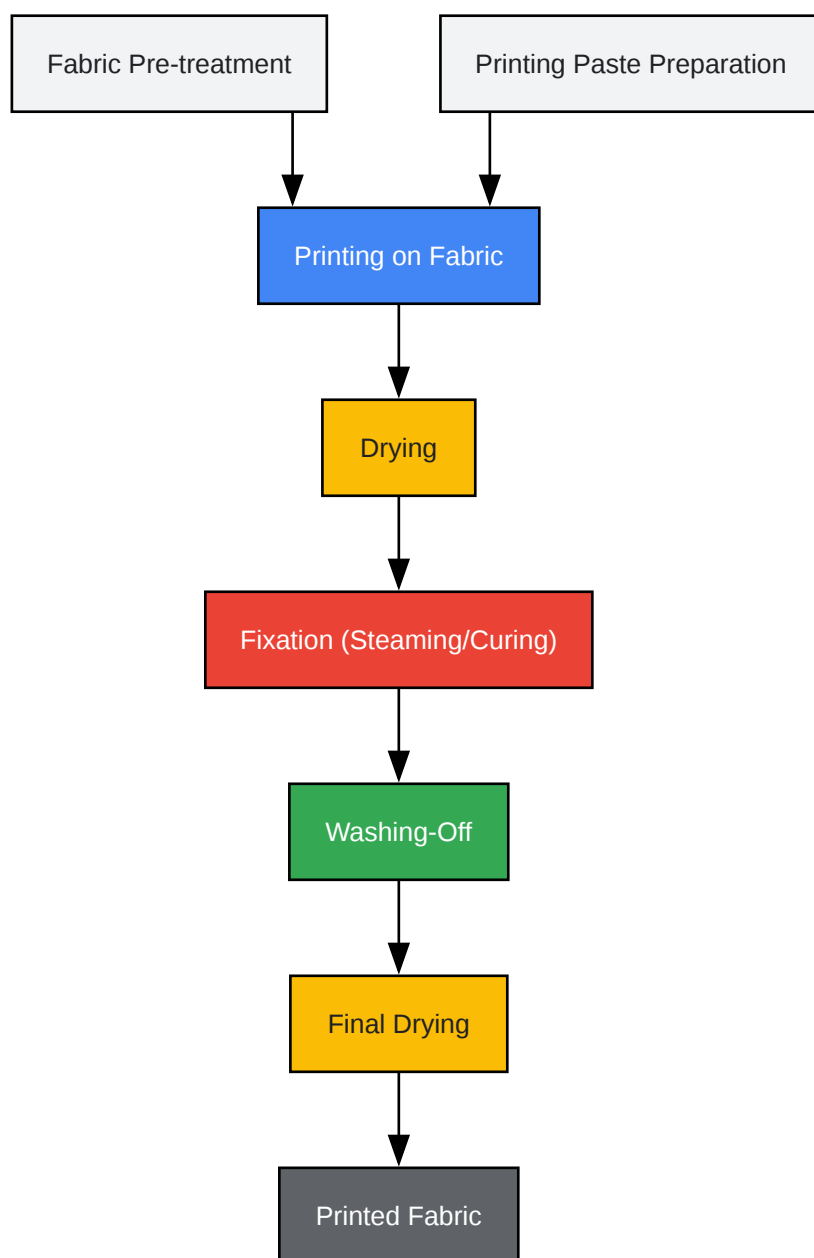 Fabric Pre-treatment
Printing Paste Preparation
Printing on Fabric
Drying
Fixation (Steaming/Curing)
Washing-Off
Final Drying
Printed Fabric